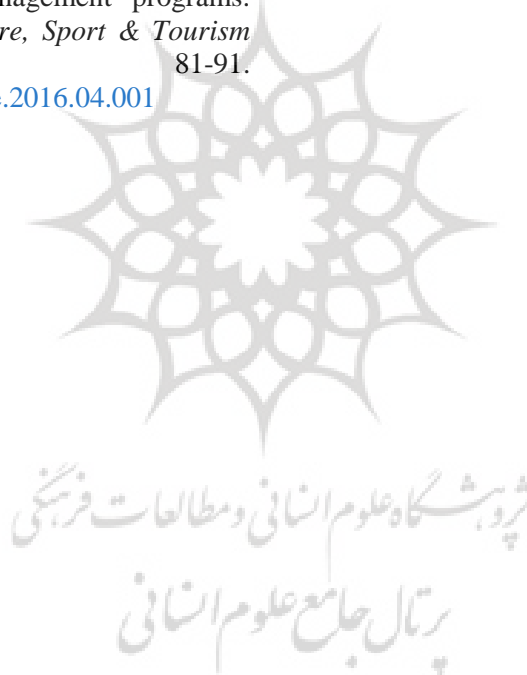 nagement programs.
re, Sport & Tourism
81-91.
.2016.04.001
پژوهشگاه علوم انسانی و مطالعات فرهنگی
پرتال جامع علوم انسانی